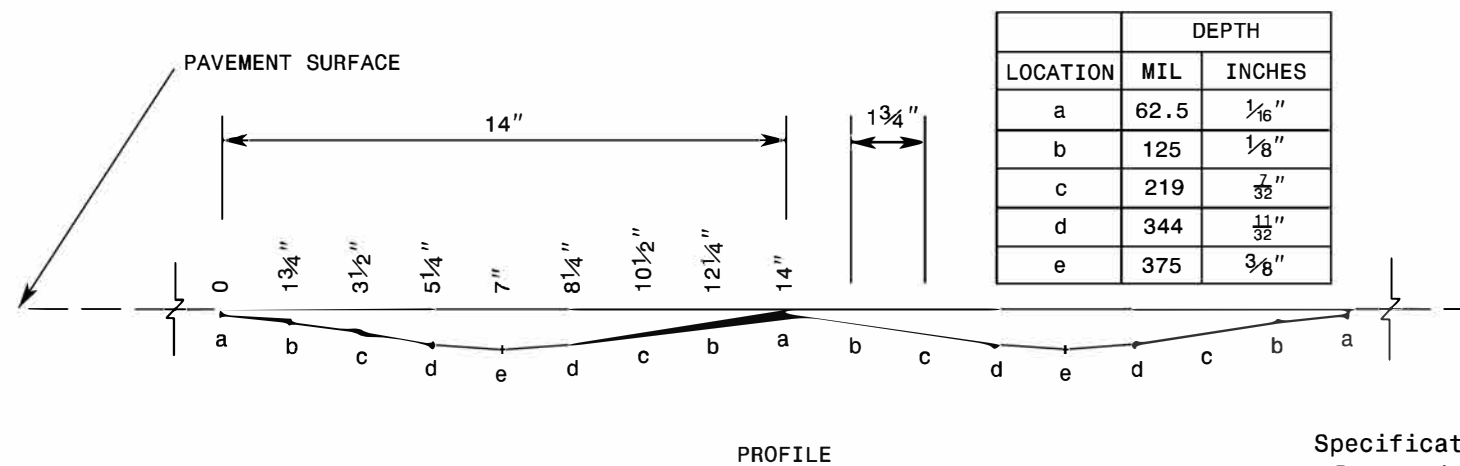 PAVEMENT SURFACE
14"
1¾"
DEPTH
LOCATION MIL INCHES
a 62.5 1/16"
b 125 1/8"
c 219 7/32"
d 344 11/32"
e 375 3/8"
0 1¾" 3½" 5¼" 7" 8¼" 10½" 12¼" 14"
a b c d e d c b a b c d e d c b a
PROFILE
Specificat